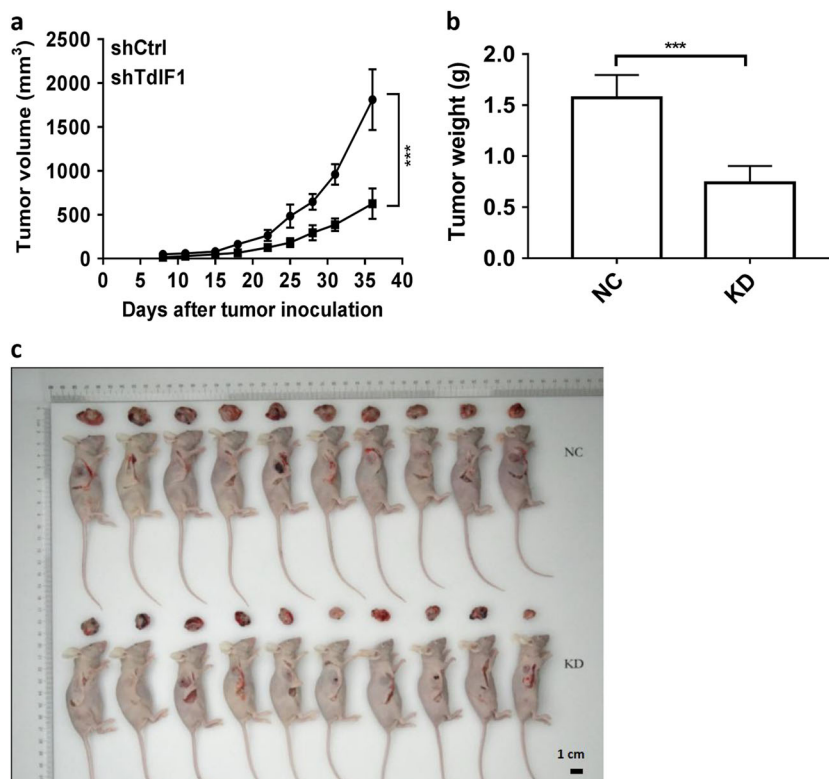 a
2500
2000
1500
1000
500
0
Tumor volume (mm³)
shCtrl
shTdIF1
***
0 5 10 15 20 25 30 35 40
Days after tumor inoculation
b
2.0
1.5
1.0
0.5
0.0
Tumor weight (g)
***
NC
KD
c
NC
KD
1 cm